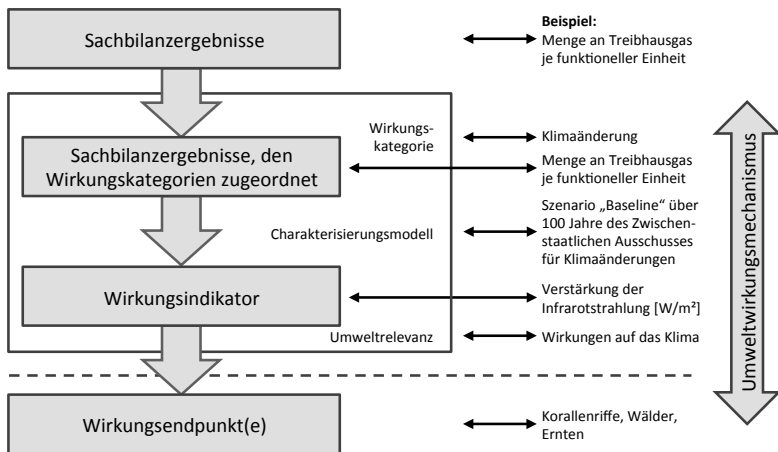 Beispiel:
Sachbilanzergebnisse
Menge an Treibhausgas
je funktioneller Einheit
Wirkungs-
kategorie
Klimaänderung
Sachbilanzergebnisse, den
Wirkungskategorien zugeordnet
Menge an Treibhausgas
je funktioneller Einheit
Charakterisierungsmodell
Szenario „Baseline“ über
100 Jahre des Zwischen-
staatlichen Ausschusses
für Klimaänderungen
Wirkungsindikator
Verstärkung der
Infrarotstrahlung [W/m²]
Umweltrelevanz
Wirkungen auf das Klima
Wirkungsendpunkt(e)
Korallenriffe, Wälder,
Ernten
Umweltwirkungsmechanismus